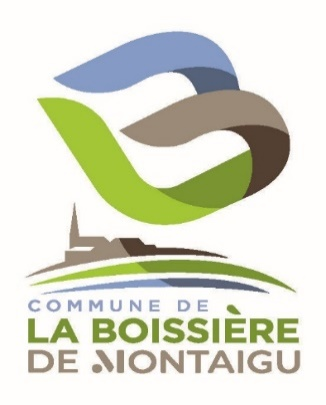 COMMUNE DE
LA BOISSIÈRE
DE MONTAIGU